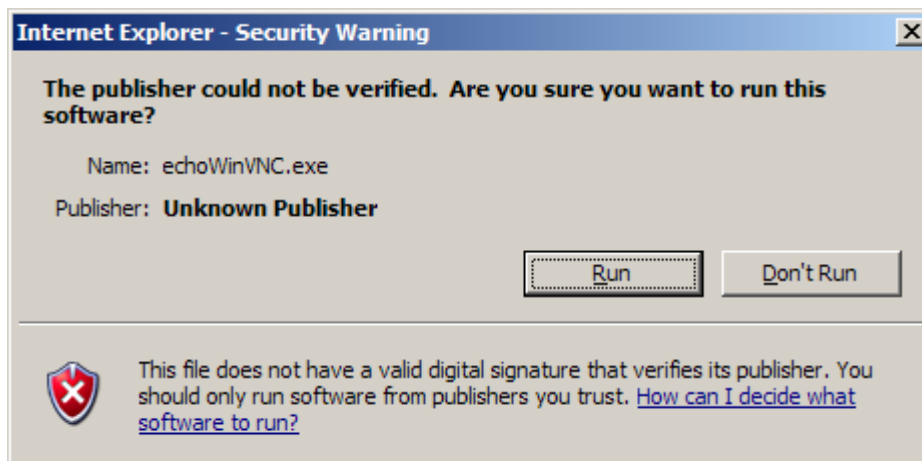 Internet Explorer - Security Warning
The publisher could not be verified.  Are you sure you want to run this
software?
Name: echoWinVNC.exe
Publisher: Unknown Publisher
Run Don't Run
This file does not have a valid digital signature that verifies its publisher. You
should only run software from publishers you trust. How can I decide what
software to run?